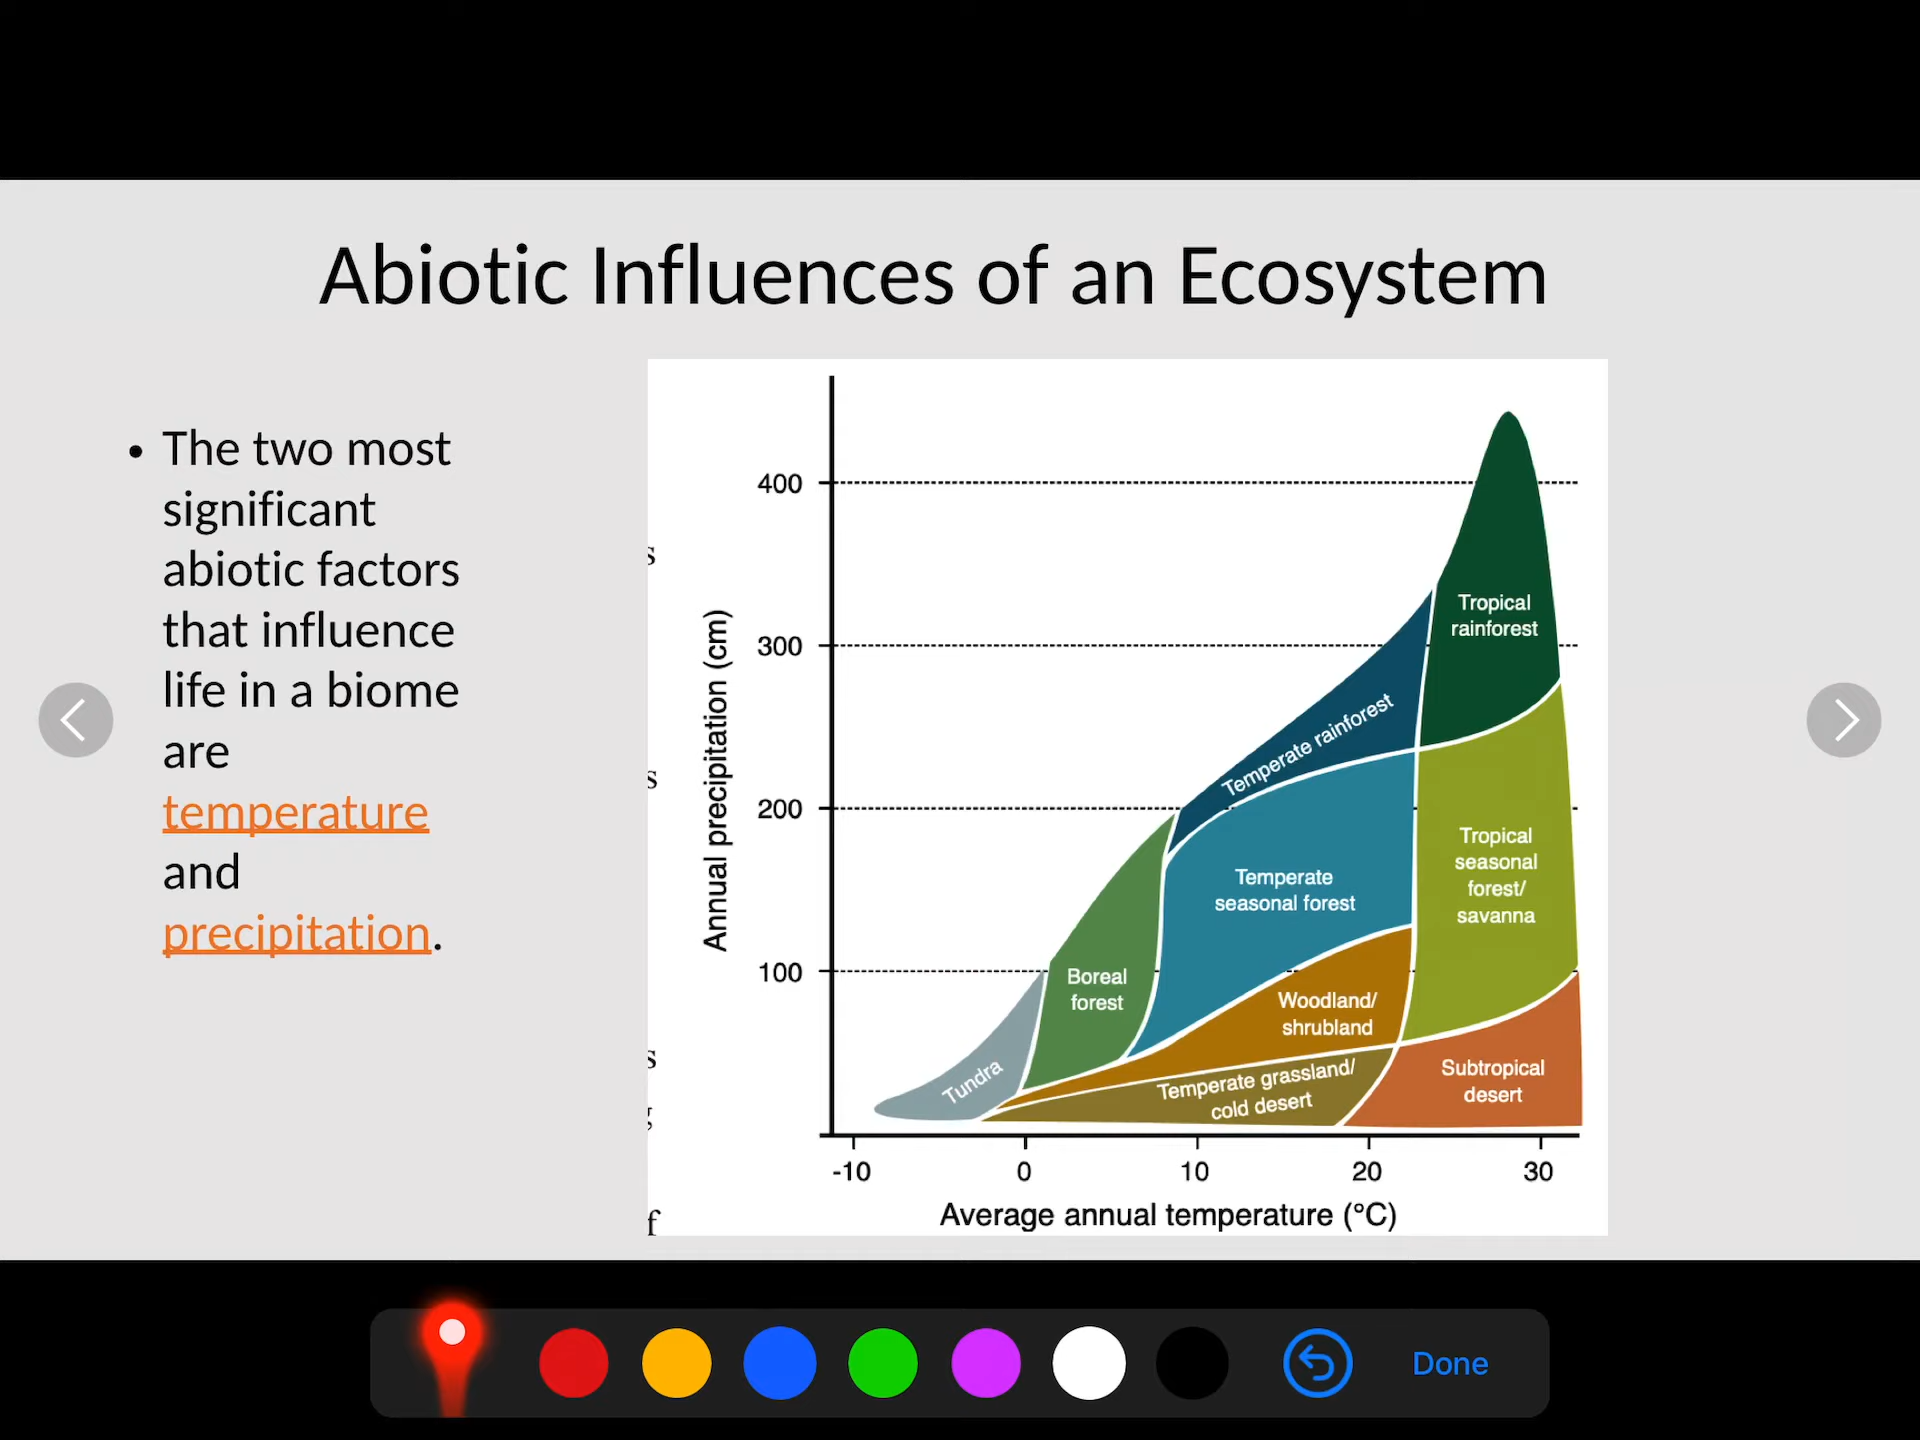 Abiotic Influences of an Ecosystem
• The two most
significant
abiotic factors
that influence
life in a biome
are
temperature
and
precipitation.
s
s
s
f
Annual precipitation (cm)
400
300
200
100
Tropical
rainforest
Temperate rainforest
Tropical
seasonal
forest/
savanna
Temperate
seasonal forest
Boreal
forest
Woodland/
shrubland
Tundra
Temperate grassland/
cold desert
Subtropical
desert
-10 0 10 20 30
Average annual temperature (°C)
Done